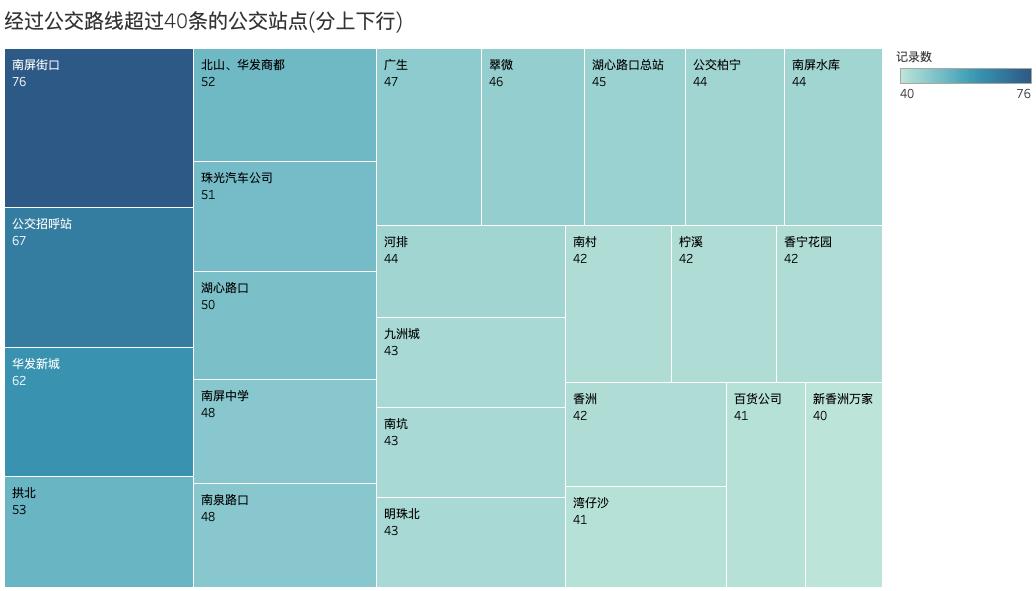 经过公交路线超过40条的公交站点(分上下行)
南屏街口
76
公交招呼站
67
华发新城
62
拱北
53
北山、华发商都
52
珠光汽车公司
51
湖心路口
50
南屏中学
48
南泉路口
48
广生
47
翠微
46
湖心路口总站
45
公交柏宁
44
南屏水库
44
河排
44
九洲城
43
南坑
43
明珠北
43
南村
42
柠溪
42
香宁花园
42
香洲
42
湾仔沙
41
百货公司
41
新香洲万家
40
记录数
40 76